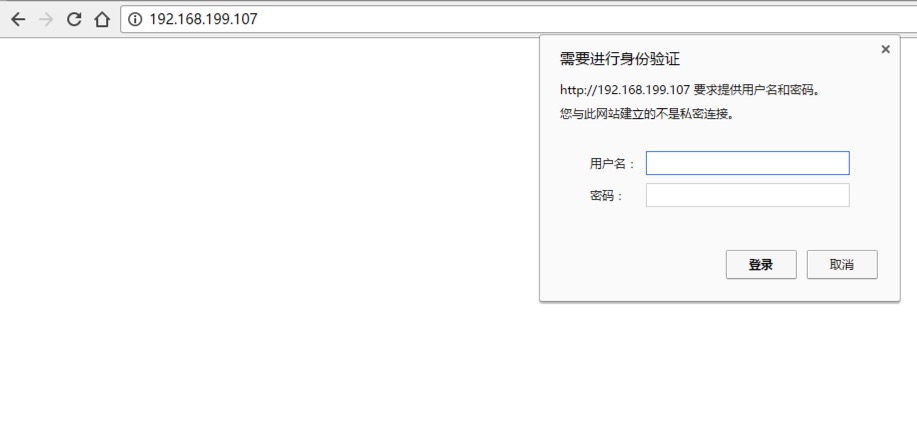 192.168.199.107
需要进行身份验证
http://192.168.199.107 要求提供用户名和密码。
您与此网站建立的不是私密连接。
用户名：
密码：
登录 取消